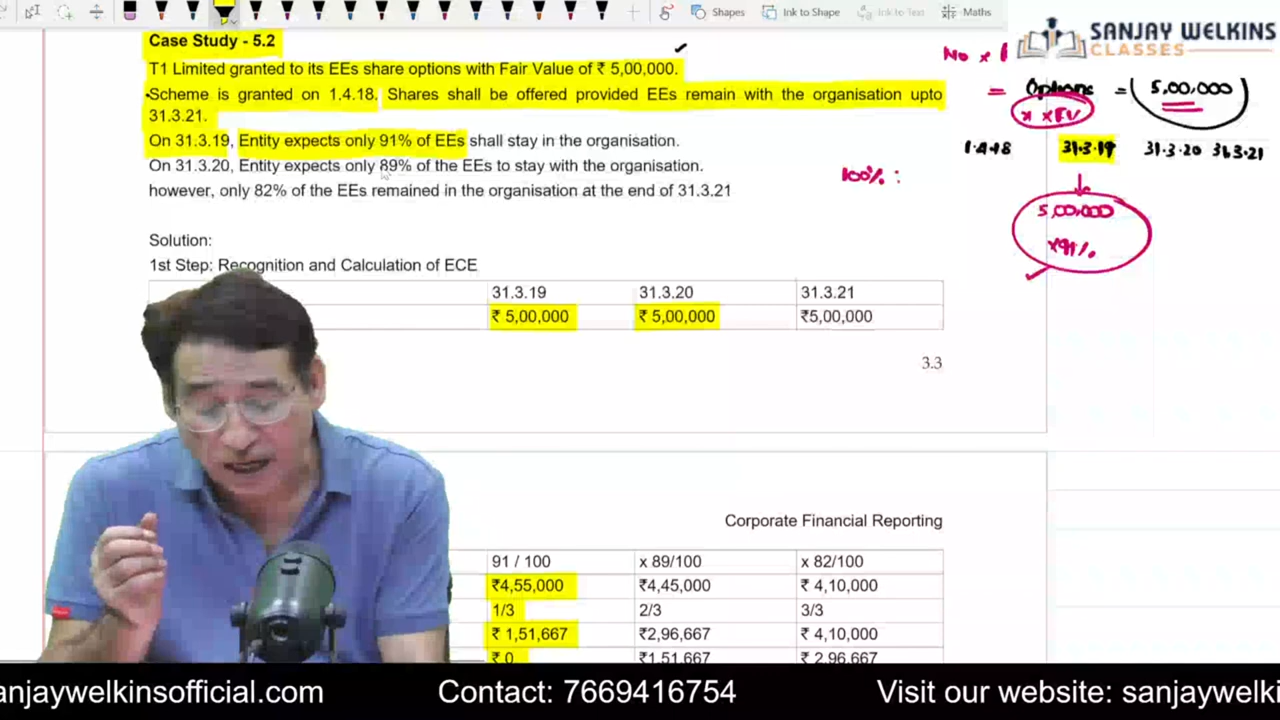 Shapes
Ink to Shape
Ink to Text
Maths
SANJAY WELKINS
CLASSES
Case Study - 5.2
T1 Limited granted to its EEs share options with Fair Value of ₹ 5,00,000.
Scheme is granted on 1.4.18. Shares shall be offered provided EEs remain with the organisation upto
31.3.21.
On 31.3.19, Entity expects only 91% of EEs shall stay in the organisation.
On 31.3.20, Entity expects only 89% of the EEs to stay with the organisation.
however, only 82% of the EEs remained in the organisation at the end of 31.3.21
No x
= Options = 5,00,000
x xFV
1.4.18 31.3.19 31.3.20 31.3.21
100% :
5,00,000
x91%
Solution:
1st Step: Recognition and Calculation of ECE
31.3.19 31.3.20 31.3.21
₹ 5,00,000 ₹ 5,00,000 ₹5,00,000
3.3
Corporate Financial Reporting
91 / 100 x 89/100 x 82/100
₹4,55,000 ₹4,45,000 ₹ 4,10,000
1/3 2/3 3/3
₹ 1,51,667 ₹2,96,667 ₹ 4,10,000
₹ 0 ₹1,51,667 ₹ 2,96,667
anjaywelkinsofficial.com Contact: 7669416754 Visit our website: sanjaywelki